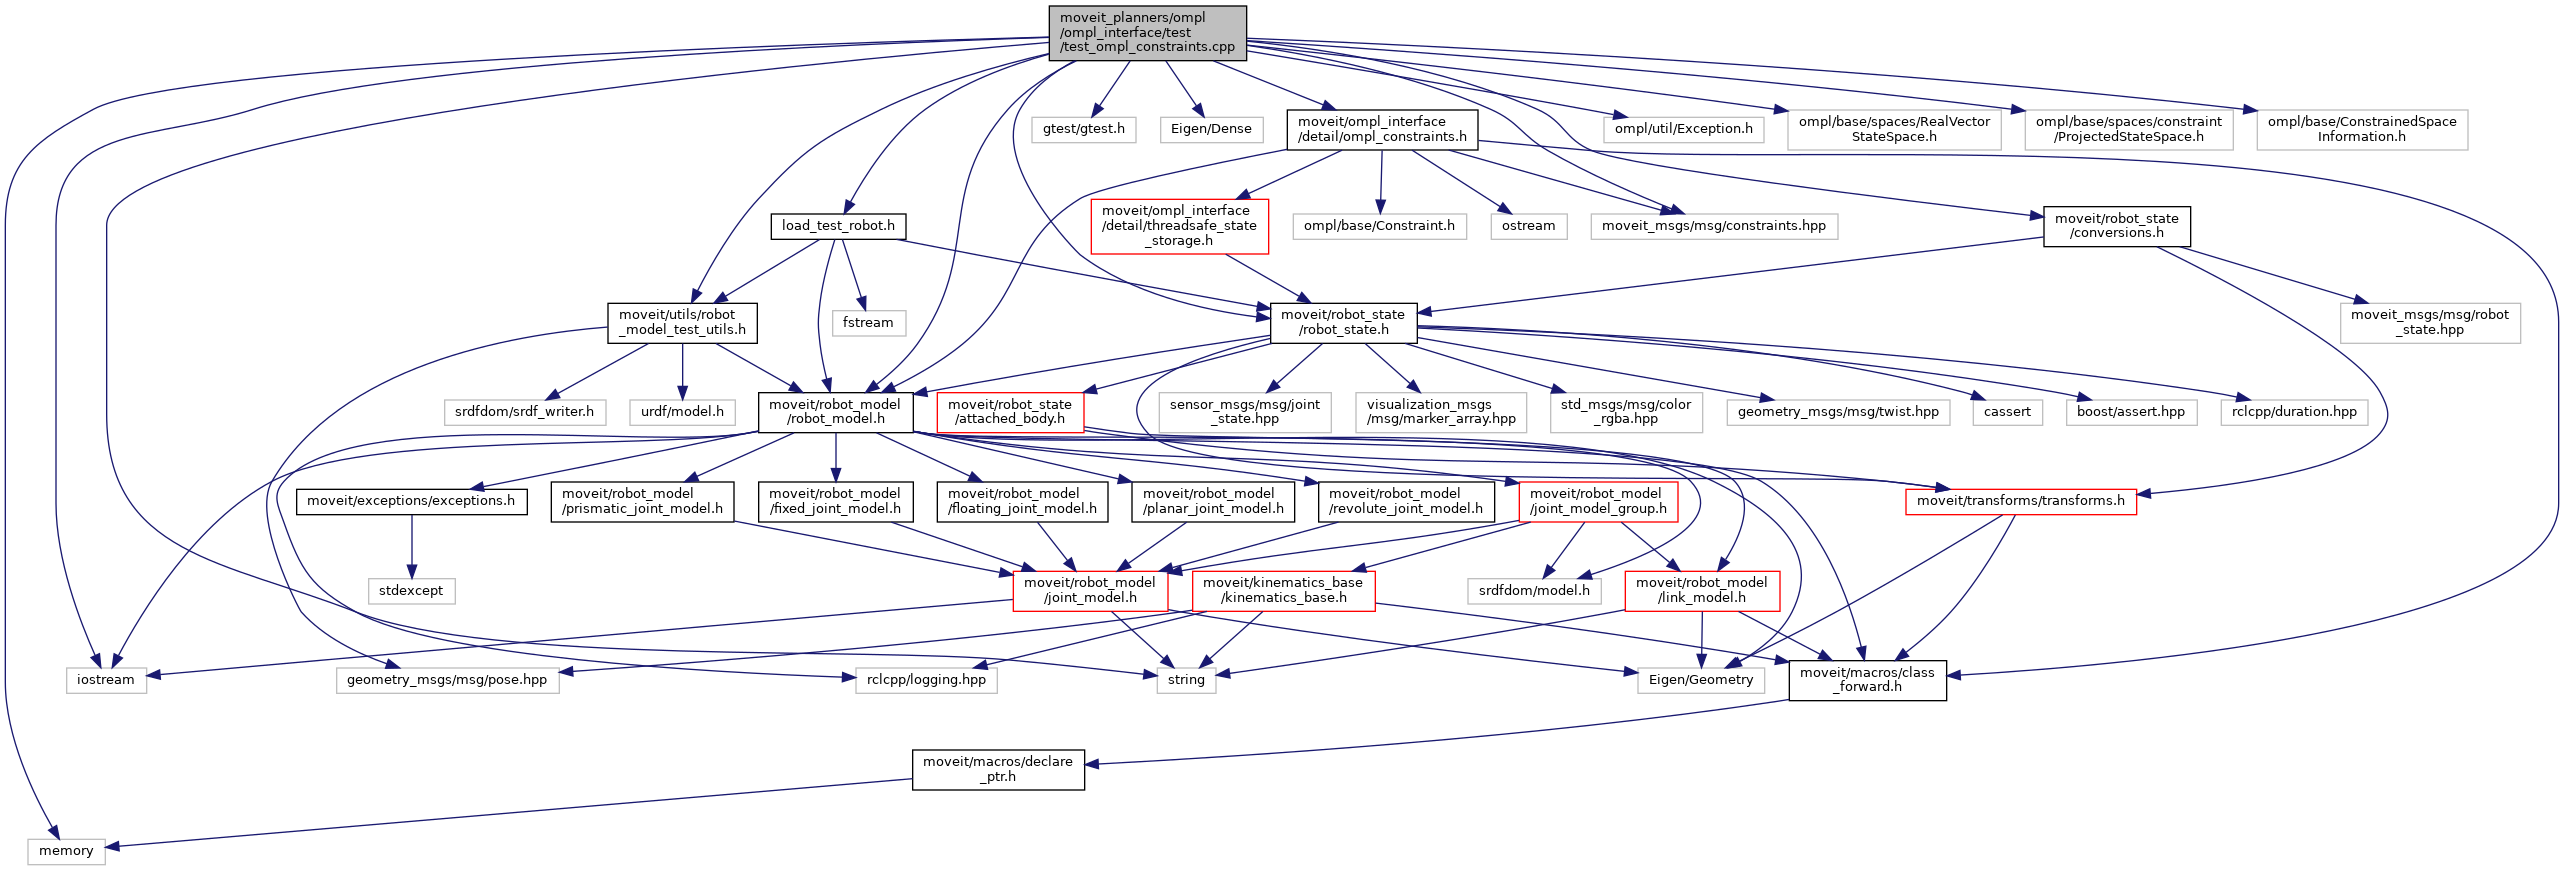 moveit_planners/ompl
/ompl_interface/test
/test_ompl_constraints.cpp
gtest/gtest.h
Eigen/Dense
moveit/ompl_interface
/detail/ompl_constraints.h
ompl/util/Exception.h
ompl/base/spaces/RealVector
StateSpace.h
ompl/base/spaces/constraint
/ProjectedStateSpace.h
ompl/base/ConstrainedSpace
Information.h
load_test_robot.h
moveit/ompl_interface
/detail/threadsafe_state
_storage.h
ompl/base/Constraint.h
ostream
moveit_msgs/msg/constraints.hpp
moveit/robot_state
/conversions.h
moveit/utils/robot
_model_test_utils.h
fstream
moveit/robot_state
/robot_state.h
moveit_msgs/msg/robot
_state.hpp
srdfdom/srdf_writer.h
urdf/model.h
moveit/robot_model
/robot_model.h
moveit/robot_state
/attached_body.h
sensor_msgs/msg/joint
_state.hpp
visualization_msgs
/msg/marker_array.hpp
std_msgs/msg/color
_rgba.hpp
geometry_msgs/msg/twist.hpp
cassert
boost/assert.hpp
rclcpp/duration.hpp
moveit/exceptions/exceptions.h
moveit/robot_model
/prismatic_joint_model.h
moveit/robot_model
/fixed_joint_model.h
moveit/robot_model
/floating_joint_model.h
moveit/robot_model
/planar_joint_model.h
moveit/robot_model
/revolute_joint_model.h
moveit/robot_model
/joint_model_group.h
moveit/transforms/transforms.h
stdexcept
moveit/robot_model
/joint_model.h
moveit/kinematics_base
/kinematics_base.h
srdfdom/model.h
moveit/robot_model
/link_model.h
iostream
geometry_msgs/msg/pose.hpp
rclcpp/logging.hpp
string
Eigen/Geometry
moveit/macros/class
_forward.h
moveit/macros/declare
_ptr.h
memory